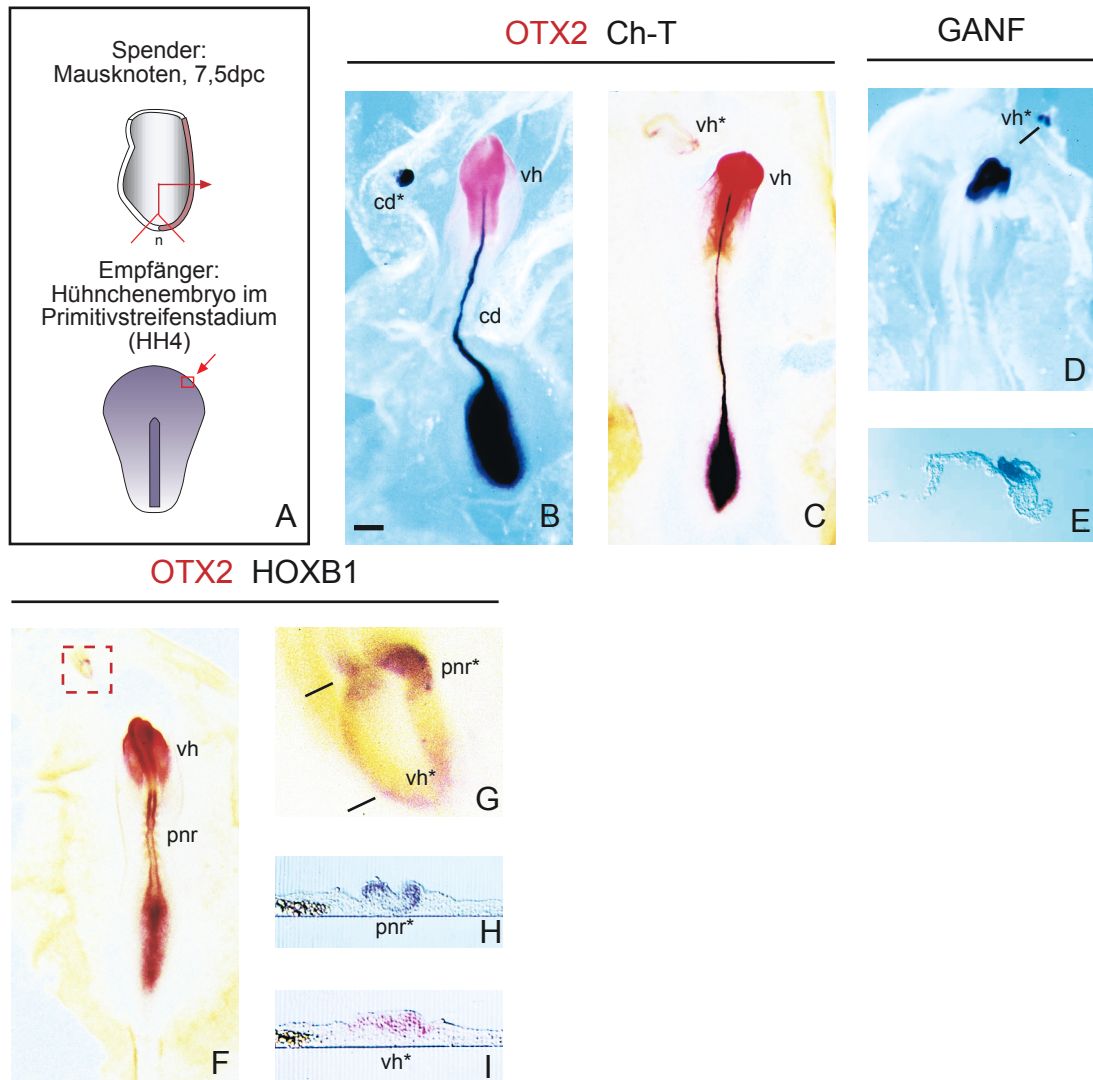 OTX2 Ch-T
GANF
Spender:
Mausknoten, 7,5dpc
n
Empfänger:
Hühnchenembryo im
Primitivstreifenstadium
(HH4)
A
cd*
vh
cd
B
vh*
vh
C
vh*
D
E
OTX2 HOXB1
vh
pnr
F
pnr*
vh*
G
pnr*
H
vh*
I